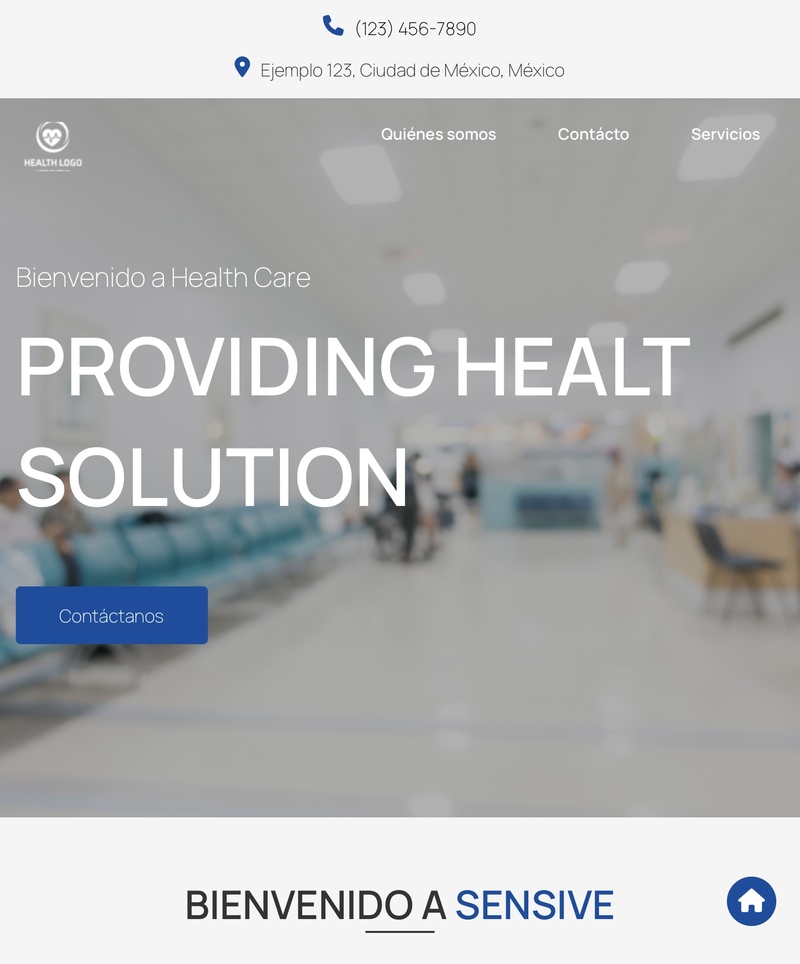 (123) 456-7890
Ejemplo 123, Ciudad de México, México
HEALTH LOGO
Quiénes somos
Contácto
Servicios
Bienvenido a Health Care
PROVIDING HEALT
SOLUTION
Contáctanos
BIENVENIDO A SENSIVE